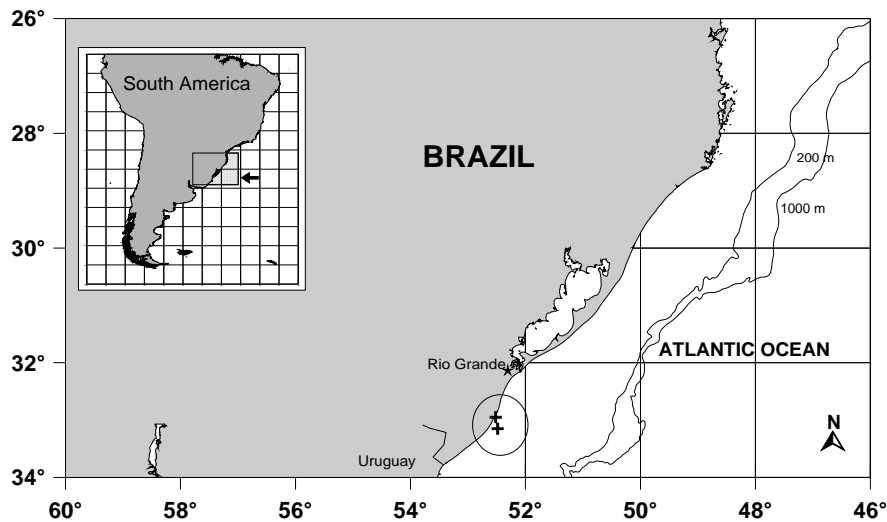 26°
South America
BRAZIL
28°
200 m
1000 m
30°
32°
Rio Grande
ATLANTIC OCEAN
N
Uruguay
34°
60°
58°
56°
54°
52°
50°
48°
46°